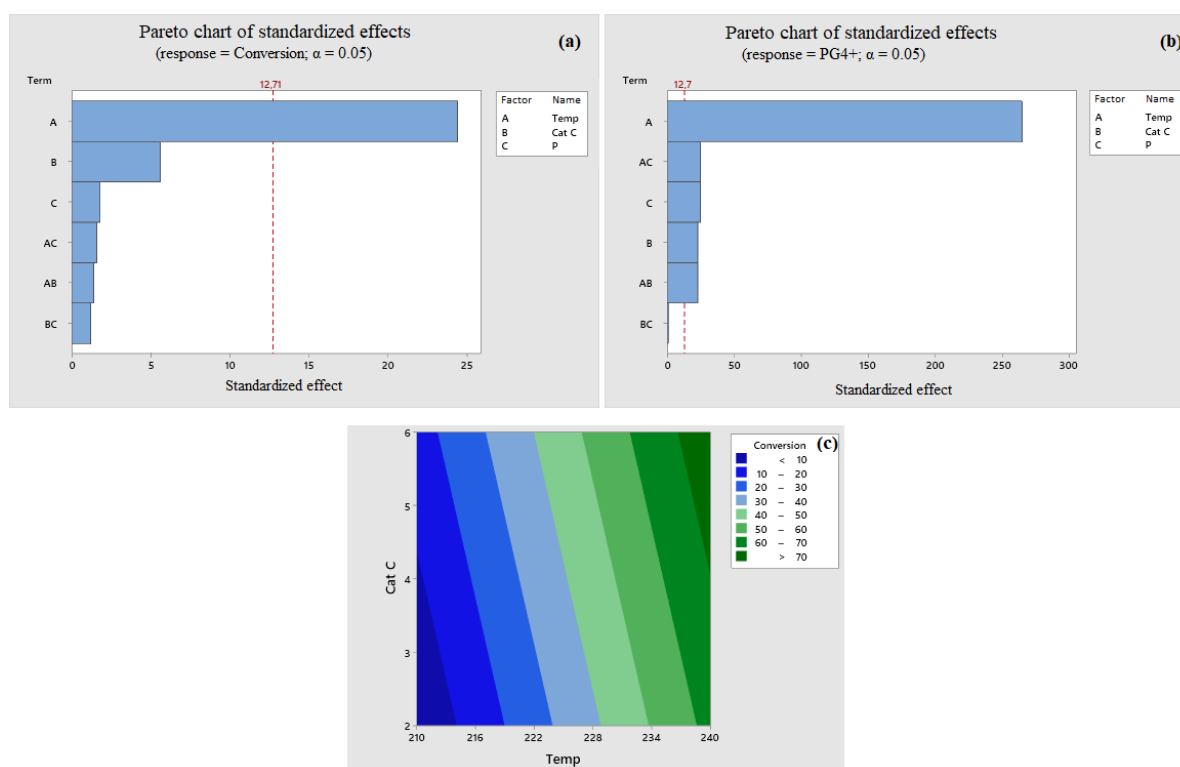 Pareto chart of standardized effects
(response = Conversion; α = 0.05)
(a)
Term
12,71
A
B
C
AC
AB
BC
0 5 10 15 20 25
Standardized effect
Factor Name
A Temp
B Cat C
C P
Pareto chart of standardized effects
(response = PG4+; α = 0.05)
(b)
Term
12,7
A
AC
C
B
AB
BC
0 50 100 150 200 250 300
Standardized effect
Factor Name
A Temp
B Cat C
C P
(c)
6
5
4
3
2
Cat C
210 216 222 228 234 240
Temp
Conversion
< 10
10 – 20
20 – 30
30 – 40
40 – 50
50 – 60
60 – 70
> 70